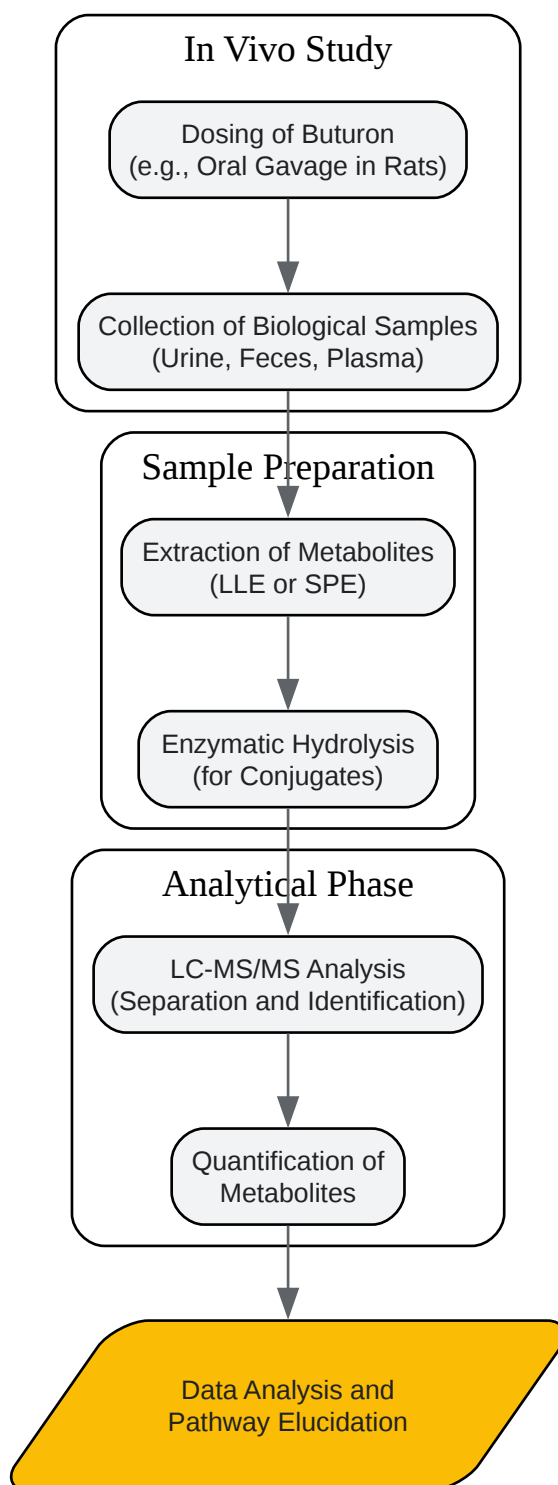 In Vivo Study
Dosing of Buturon
(e.g., Oral Gavage in Rats)
Collection of Biological Samples
(Urine, Feces, Plasma)
Sample Preparation
Extraction of Metabolites
(LLE or SPE)
Enzymatic Hydrolysis
(for Conjugates)
Analytical Phase
LC-MS/MS Analysis
(Separation and Identification)
Quantification of
Metabolites
Data Analysis and
Pathway Elucidation